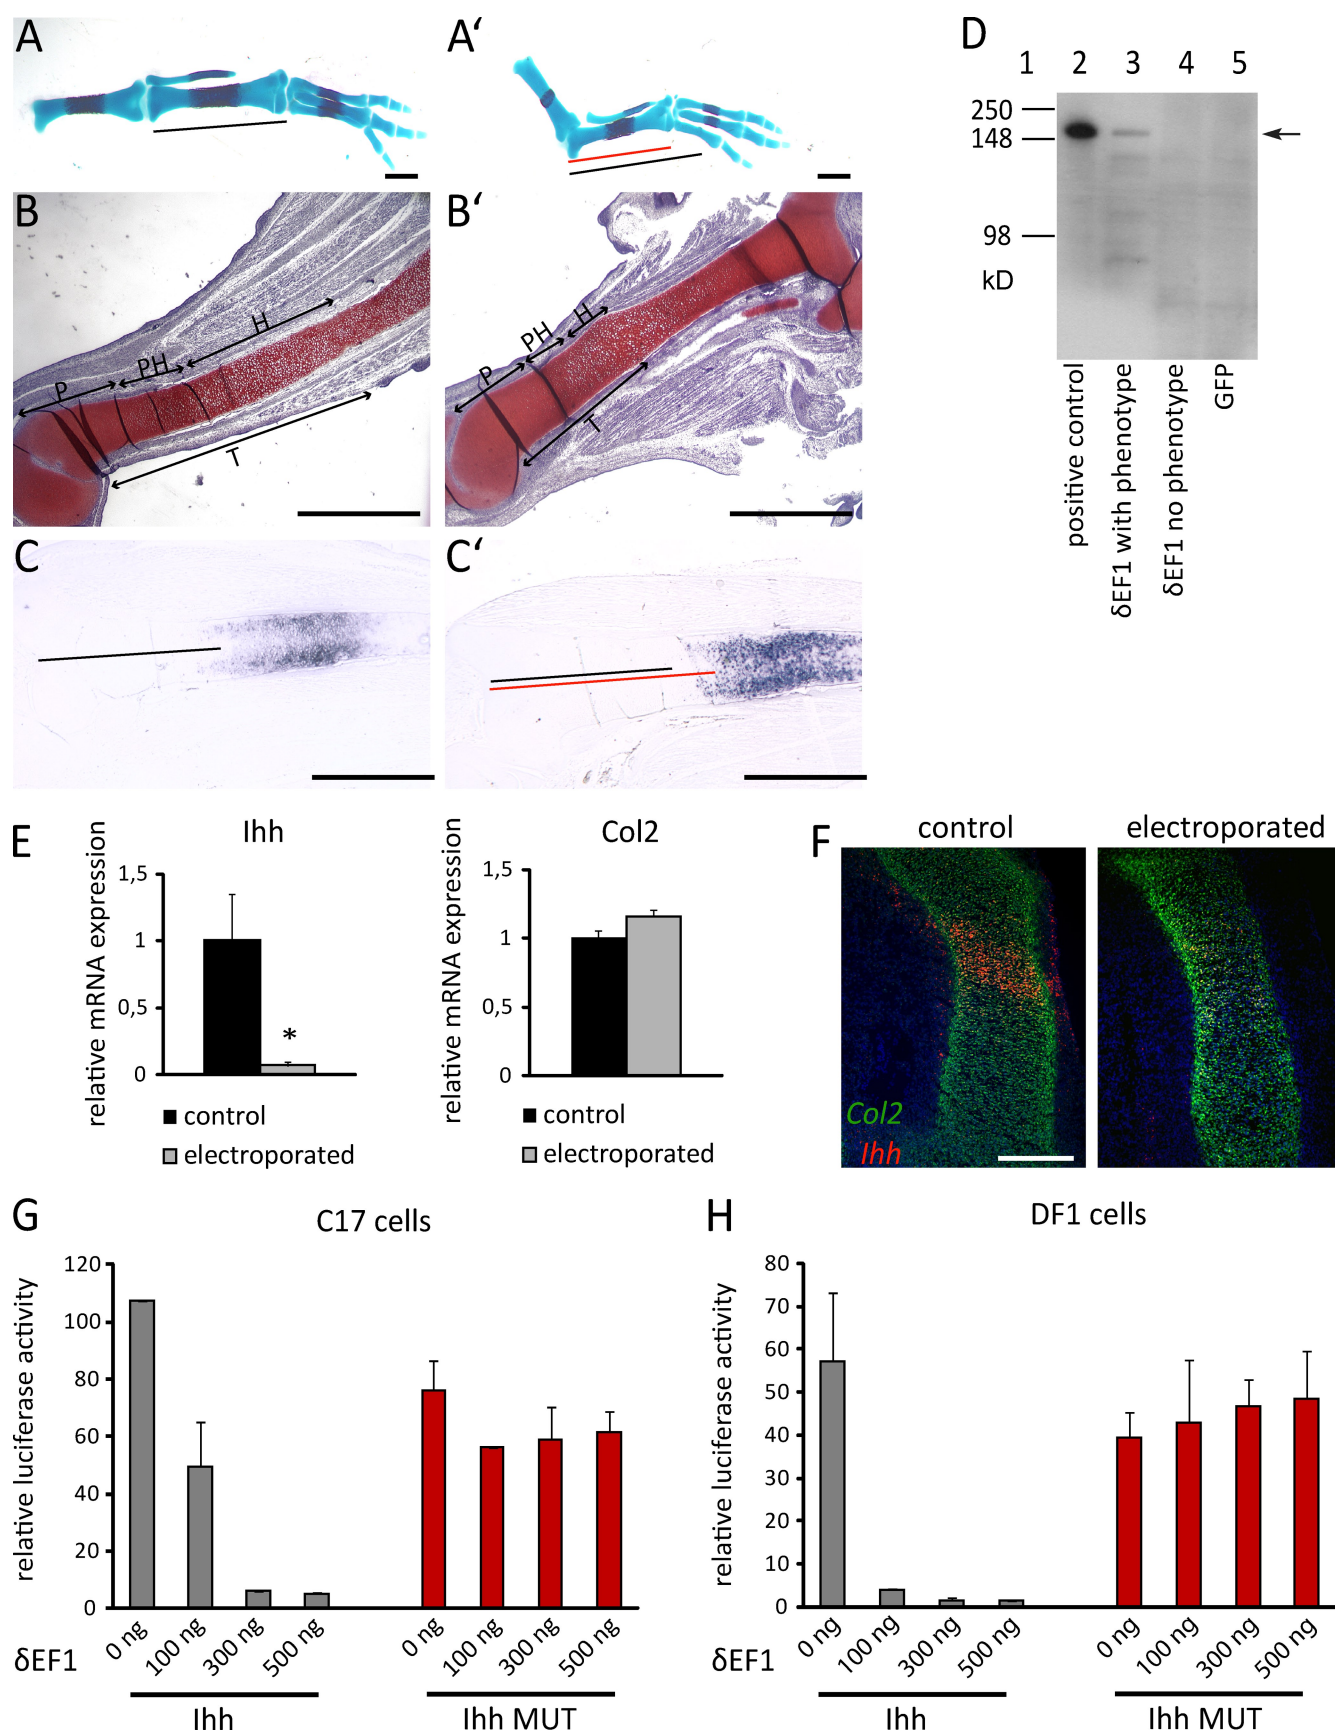 A
A'
D
1 2 3 4 5
250
148
98
kD
positive control
δEF1 with phenotype
δEF1 no phenotype
GFP
B
P
PH
H
T
B'
P
PH
H
T
C
C'
E
Ihh
relative mRNA expression
1,5
1
0,5
0
*
control
electroporated
Col2
relative mRNA expression
1,5
1
0,5
0
control
electroporated
F
control
electroporated
Col2
Ihh
G
C17 cells
relative luciferase activity
120
100
80
60
40
20
0
δEF1
0 ng
100 ng
300 ng
500 ng
0 ng
100 ng
300 ng
500 ng
Ihh
Ihh MUT
H
DF1 cells
relative luciferase activity
80
70
60
50
40
30
20
10
0
δEF1
0 ng
100 ng
300 ng
500 ng
0 ng
100 ng
300 ng
500 ng
Ihh
Ihh MUT